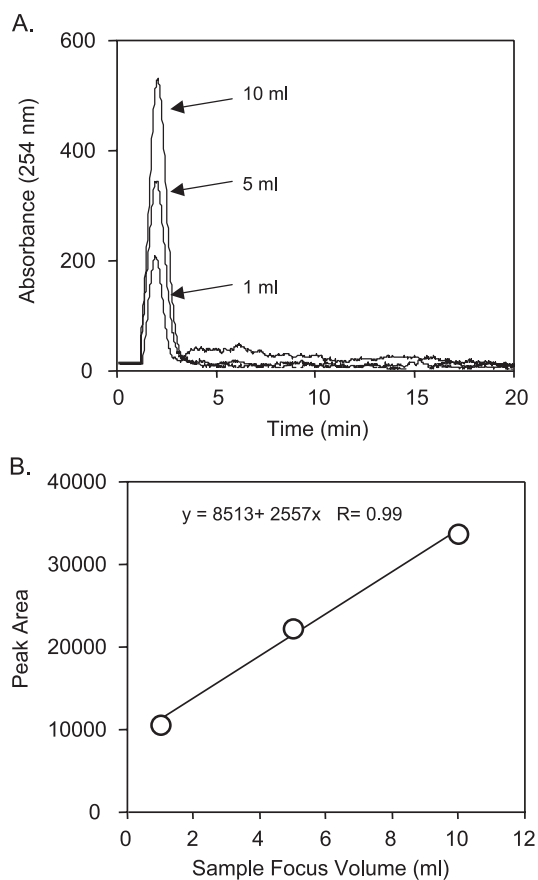 A.
600
400
200
0
Absorbance (254 nm)
10 ml
5 ml
1 ml
0 5 10 15 20
Time (min)
B.
40000
30000
20000
10000
0
Peak Area
y = 8513+ 2557x R= 0.99
0 2 4 6 8 10 12
Sample Focus Volume (ml)